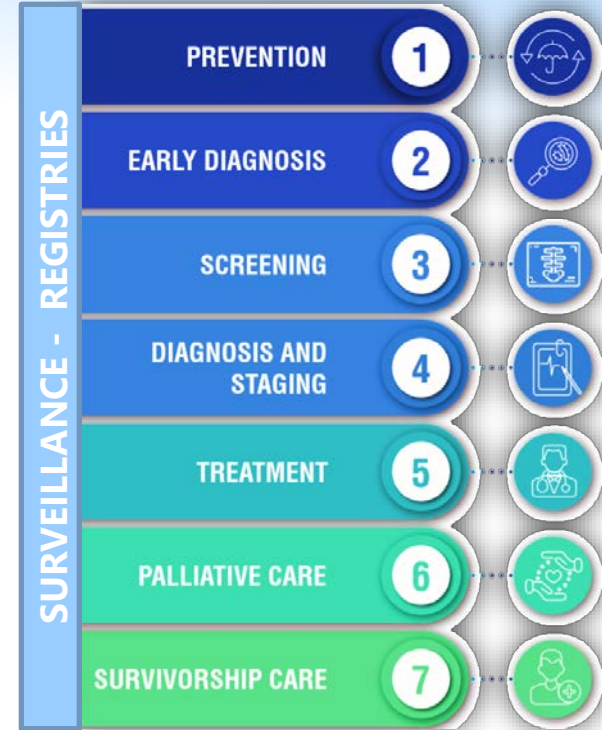 SURVEILLANCE - REGISTRIES
PREVENTION 1
EARLY DIAGNOSIS 2
SCREENING 3
DIAGNOSIS AND
STAGING 4
TREATMENT 5
PALLIATIVE CARE 6
SURVIVORSHIP CARE 7